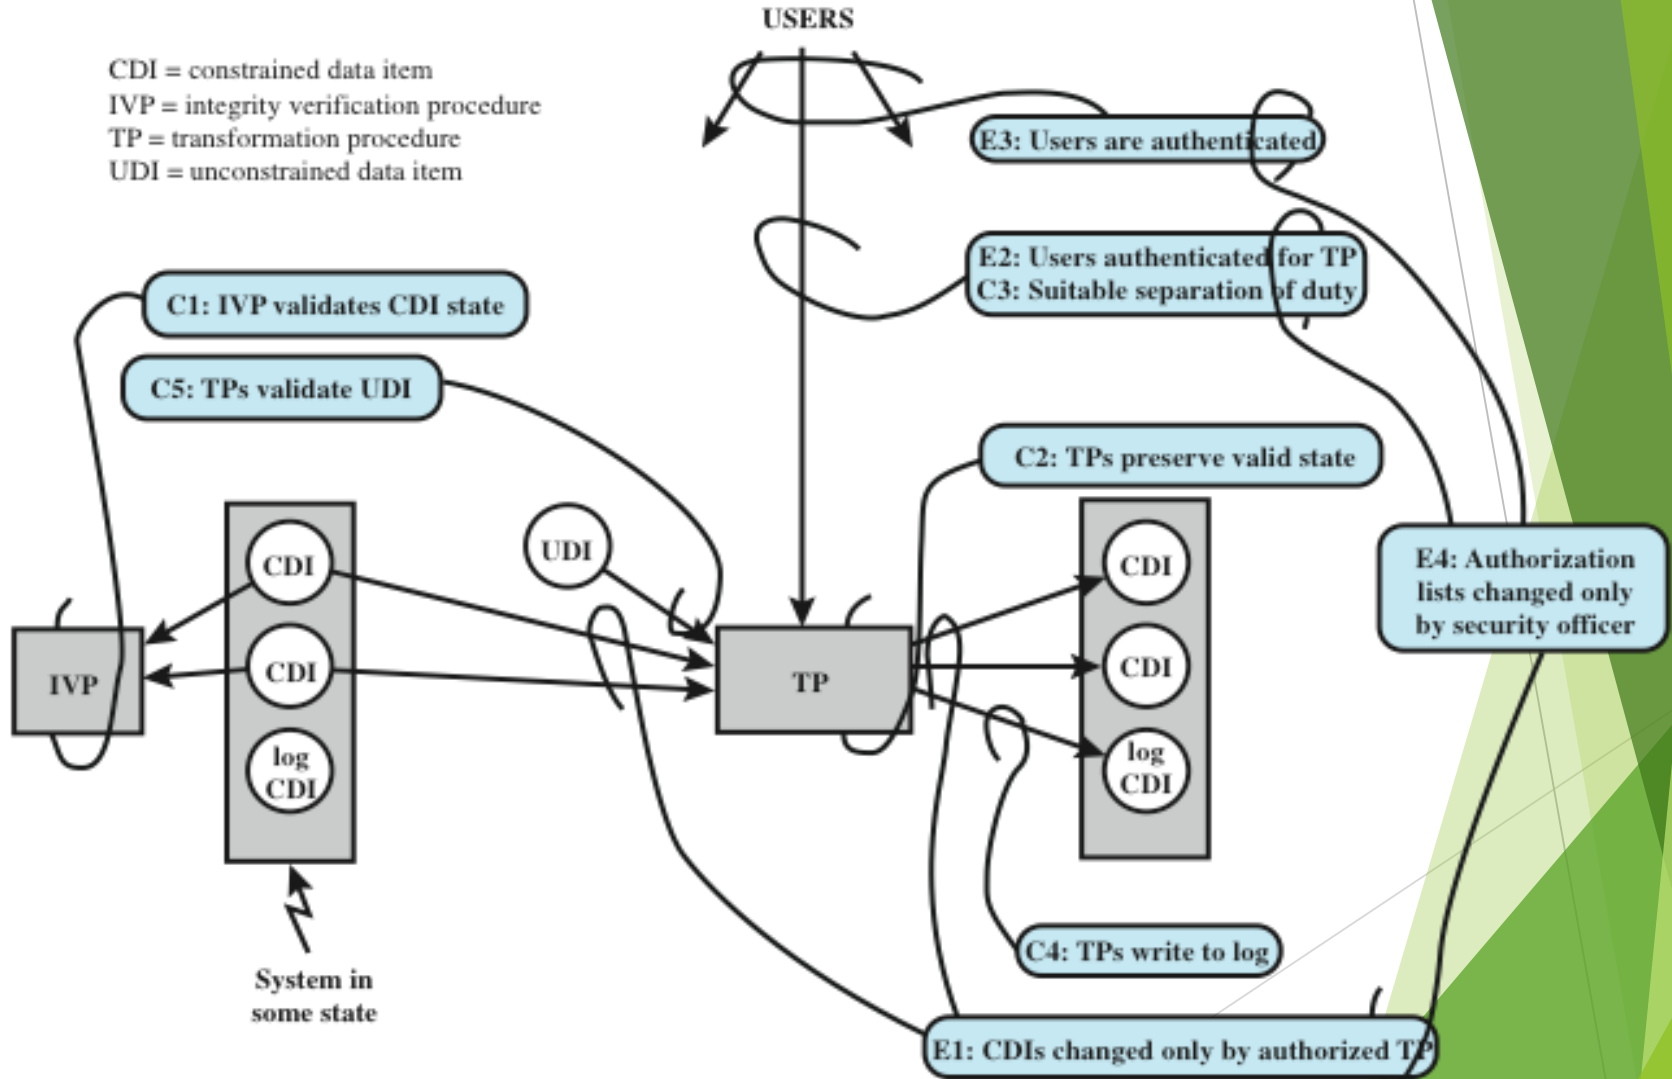 USERS
CDI = constrained data item
IVP = integrity verification procedure
TP = transformation procedure
UDI = unconstrained data item
E3: Users are authenticated
E2: Users authenticated for TP
C3: Suitable separation of duty
C1: IVP validates CDI state
C5: TPs validate UDI
C2: TPs preserve valid state
CDI
UDI
CDI
E4: Authorization
lists changed only
by security officer
IVP
CDI
TP
CDI
log
CDI
log
CDI
C4: TPs write to log
System in
some state
E1: CDIs changed only by authorized TP